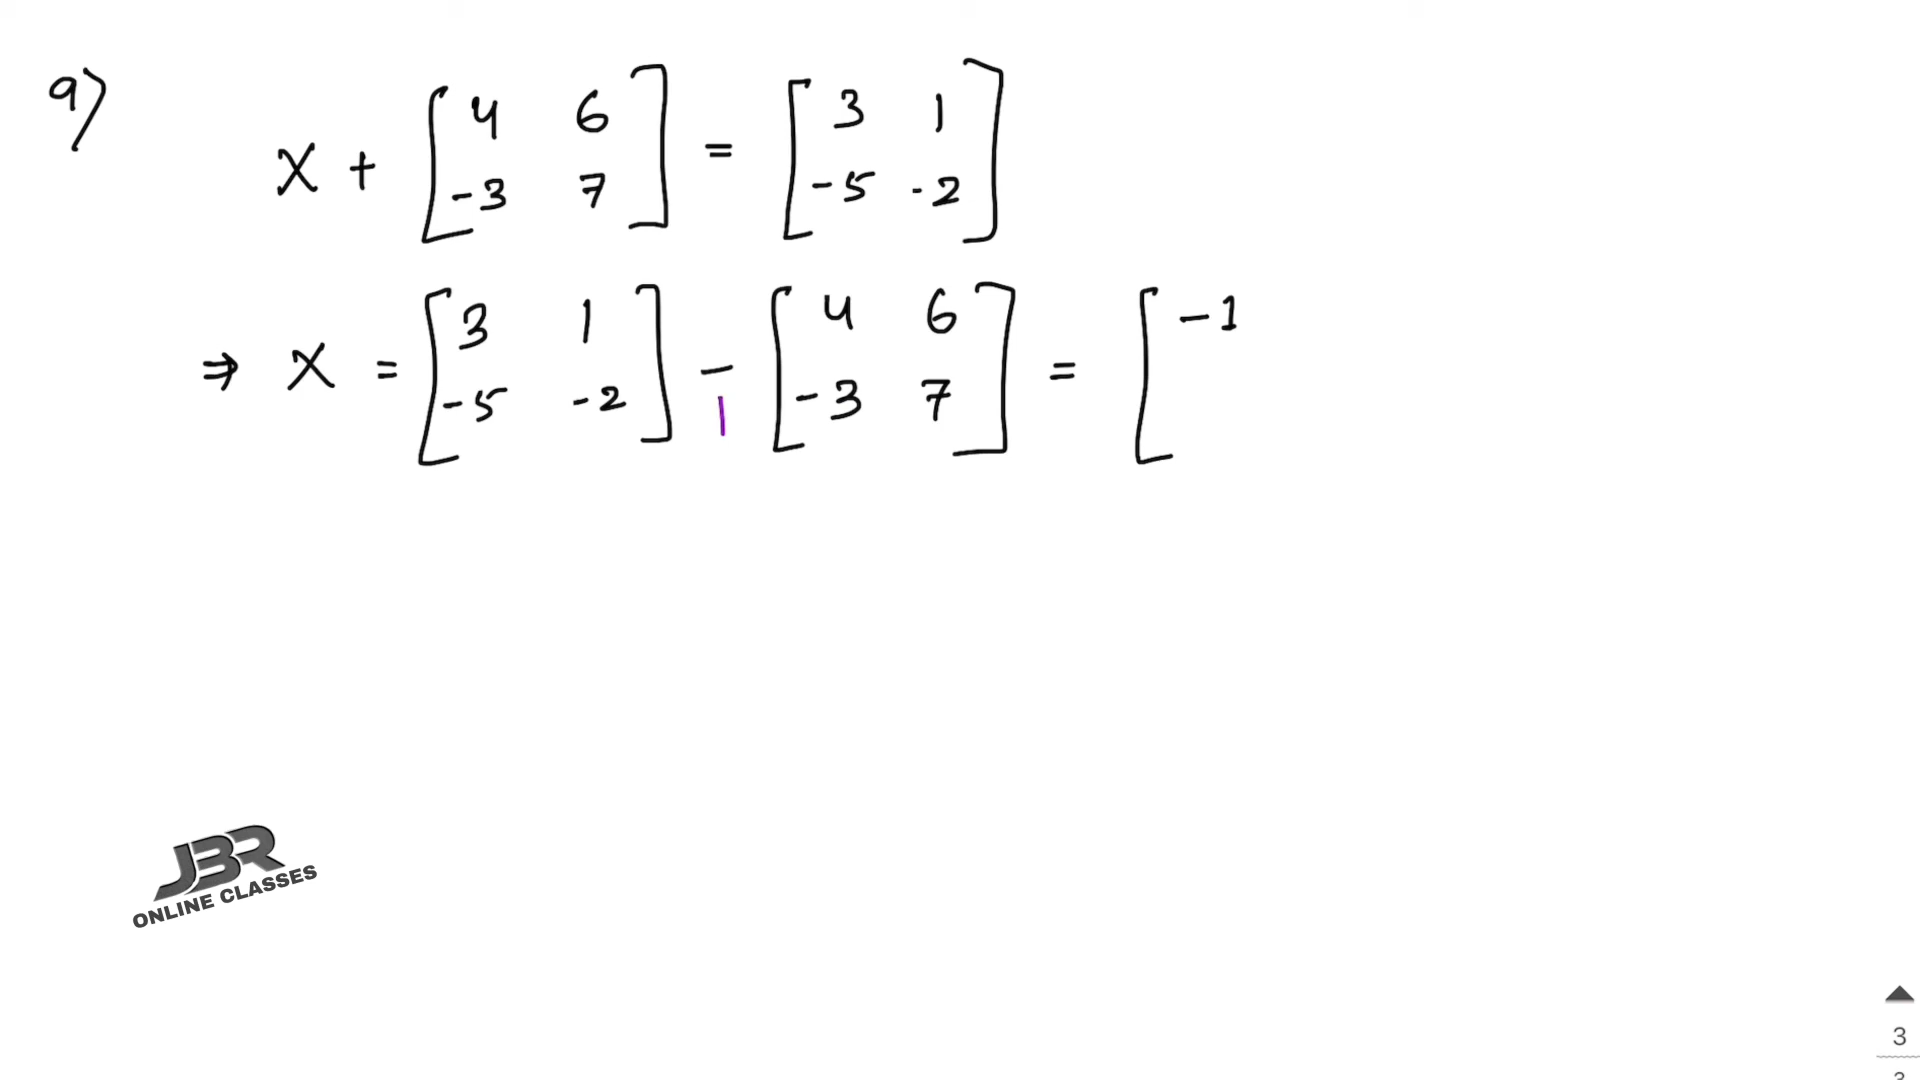 9)
X + [4 6 -3 7] = [3 1 -5 -2]
⇒ X = [3 1 -5 -2] - [4 6 -3 7] = [-1
JBR
ONLINE CLASSES
3